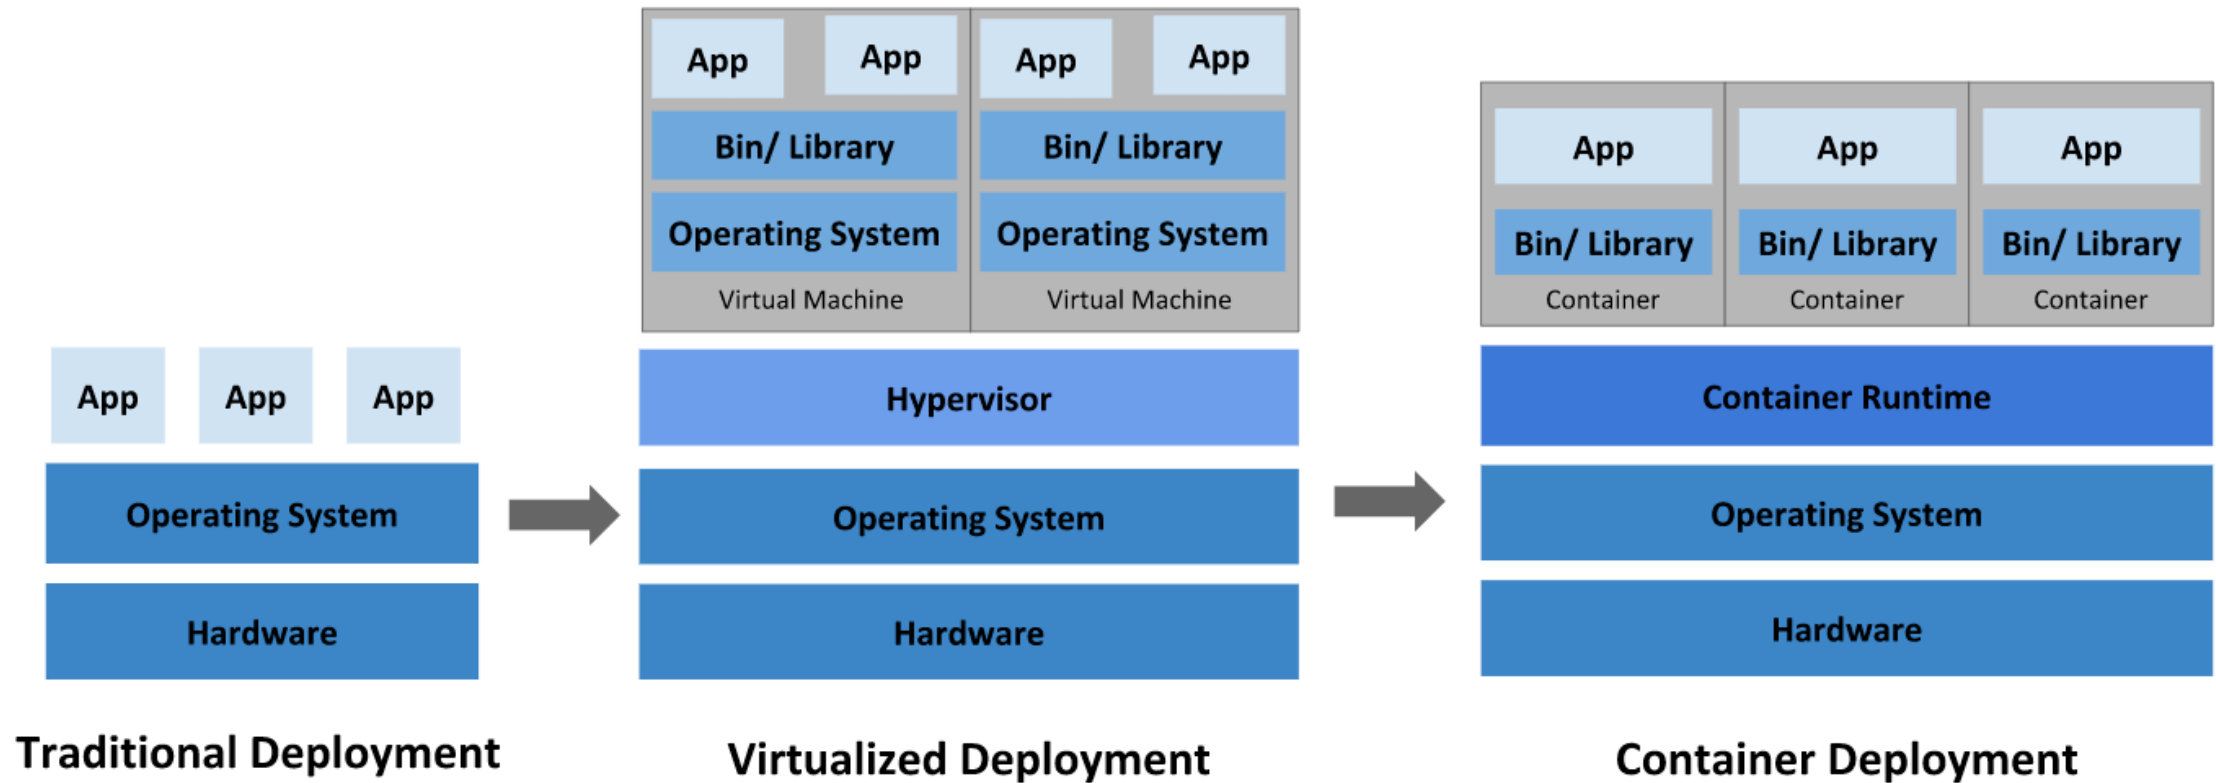 App App App
Operating System
Hardware
Traditional Deployment
App App App App
Bin/ Library Bin/ Library
Operating System Operating System
Virtual Machine Virtual Machine
Hypervisor
Operating System
Hardware
Virtualized Deployment
App App App
Bin/ Library Bin/ Library Bin/ Library
Container Container Container
Container Runtime
Operating System
Hardware
Container Deployment